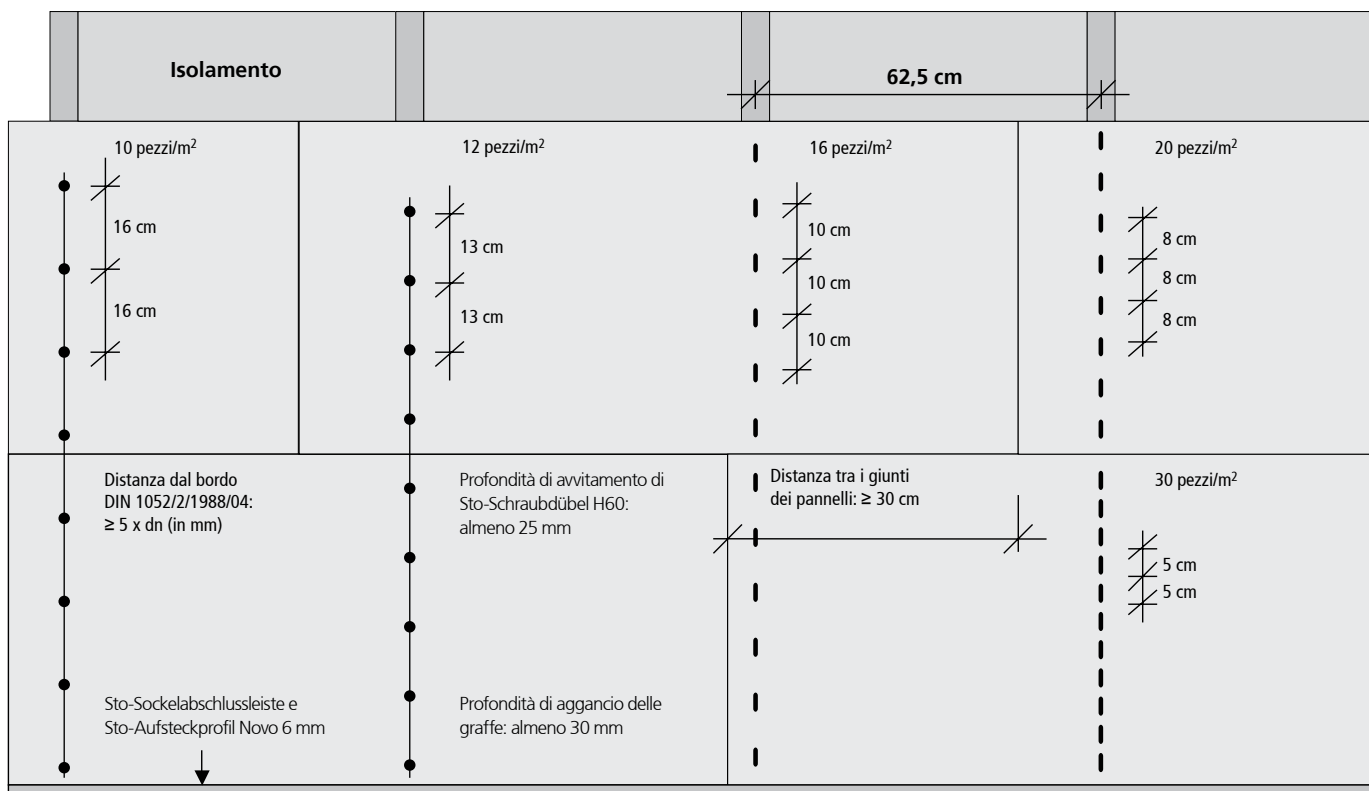 Isolamento
62,5 cm
10 pezzi/m²
12 pezzi/m²
16 pezzi/m²
20 pezzi/m²
16 cm
16 cm
13 cm
13 cm
10 cm
10 cm
10 cm
8 cm
8 cm
8 cm
Distanza dal bordo
DIN 1052/2/1988/04:
≥ 5 x dn (in mm)
Profondità di avvitamento di
Sto-Schraubdübel H60:
almeno 25 mm
Distanza tra i giunti
dei pannelli: ≥ 30 cm
30 pezzi/m²
5 cm
5 cm
Sto-Sockelabschlussleiste e
Sto-Aufsteckprofil Novo 6 mm
Profondità di aggancio delle
graffe: almeno 30 mm